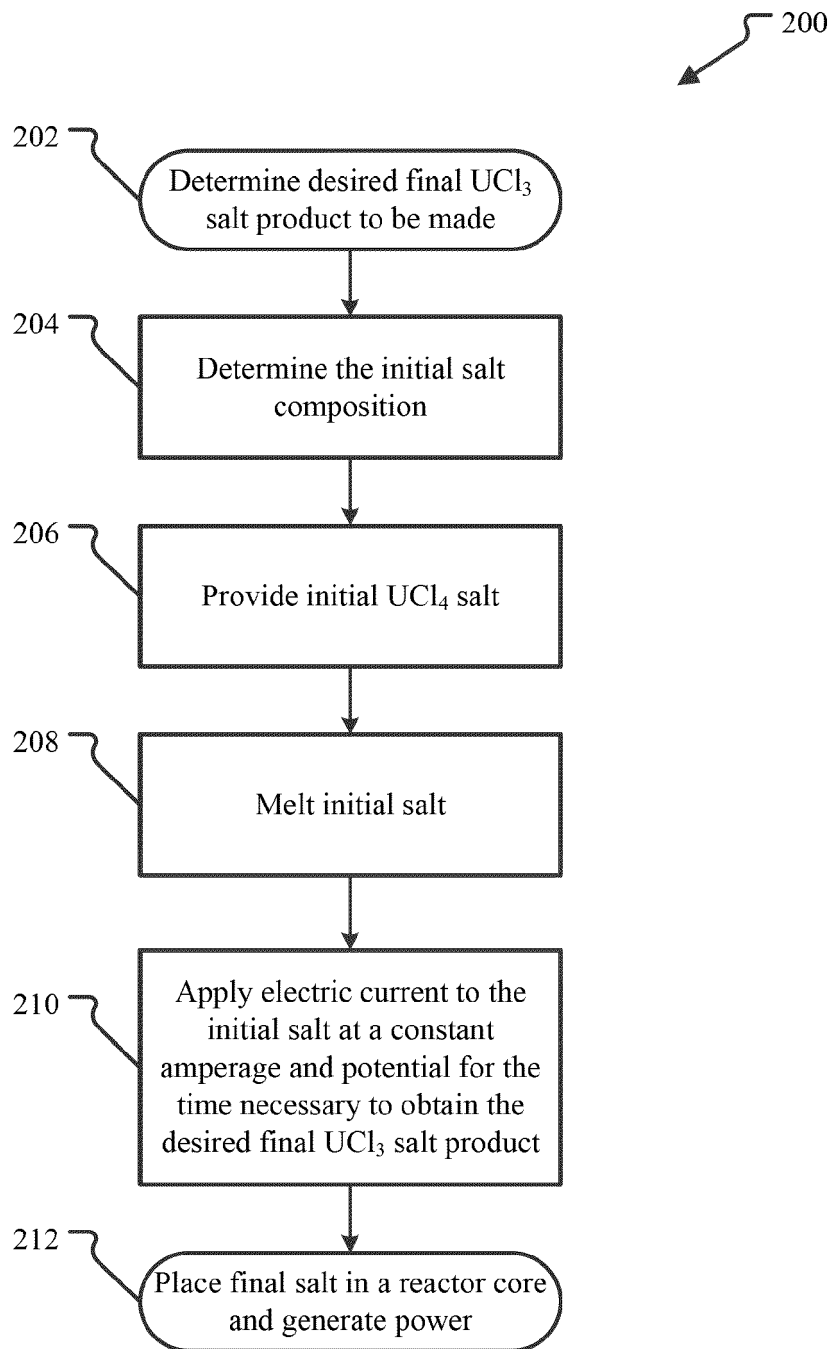 200
202
Determine desired final UCl₃
salt product to be made
204
Determine the initial salt
composition
206
Provide initial UCl₄ salt
208
Melt initial salt
210
Apply electric current to the
initial salt at a constant
amperage and potential for the
time necessary to obtain the
desired final UCl₃ salt product
212
Place final salt in a reactor core
and generate power